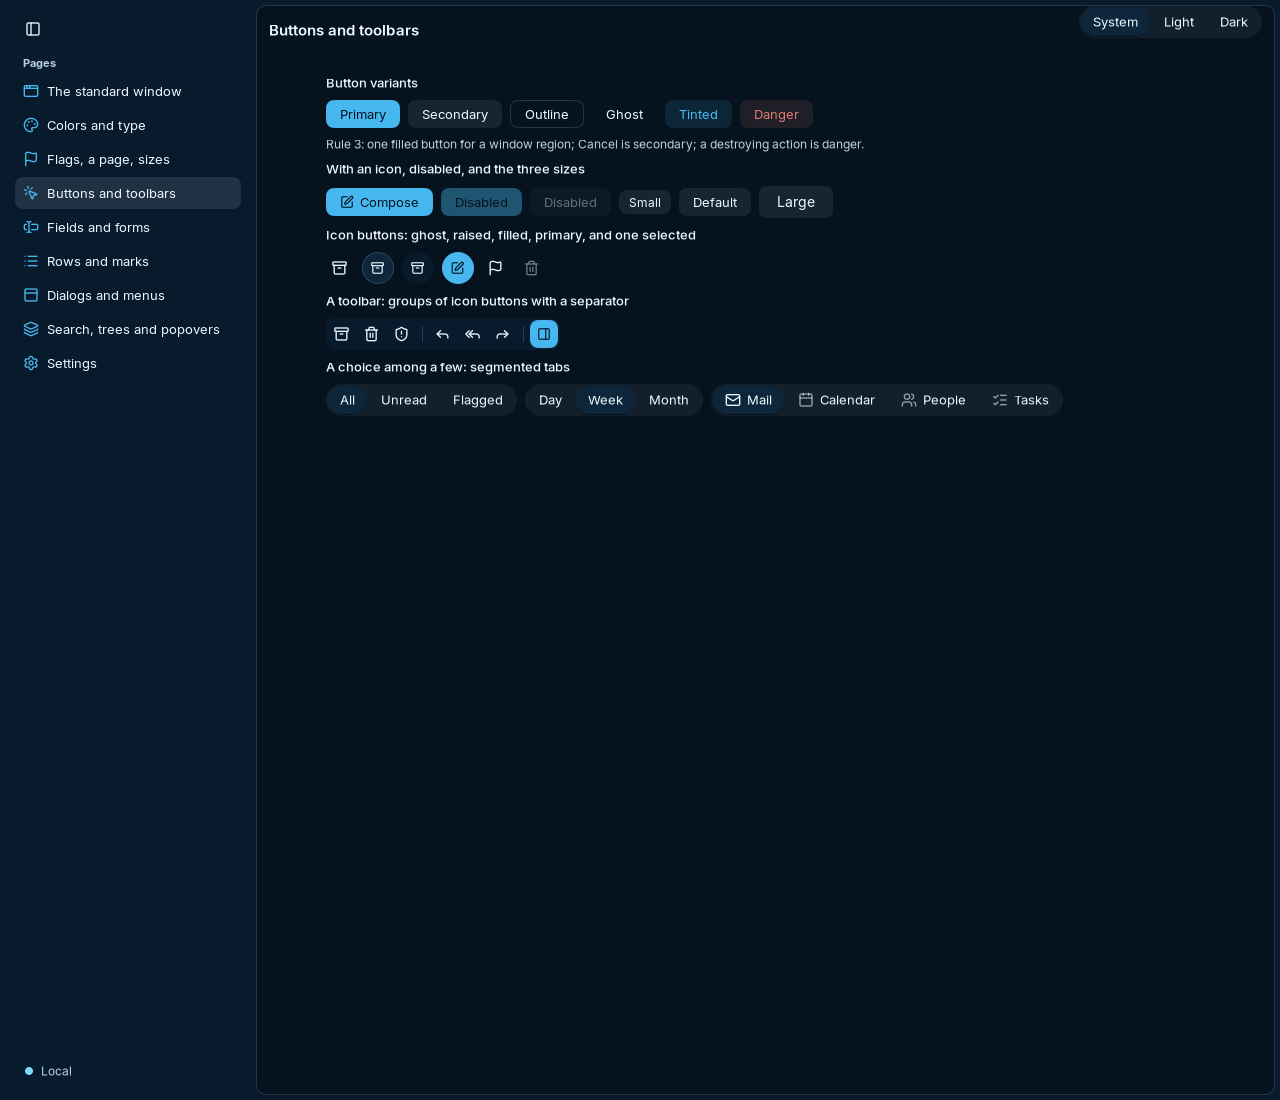 Buttons and toolbars
System Light Dark
Pages
The standard window
Colors and type
Flags, a page, sizes
Buttons and toolbars
Fields and forms
Rows and marks
Dialogs and menus
Search, trees and popovers
Settings
Local
Button variants
Primary Secondary Outline Ghost Tinted Danger
Rule 3: one filled button for a window region; Cancel is secondary; a destroying action is danger.
With an icon, disabled, and the three sizes
Compose Disabled Disabled Small Default Large
Icon buttons: ghost, raised, filled, primary, and one selected
A toolbar: groups of icon buttons with a separator
A choice among a few: segmented tabs
All Unread Flagged Day Week Month Mail Calendar People Tasks